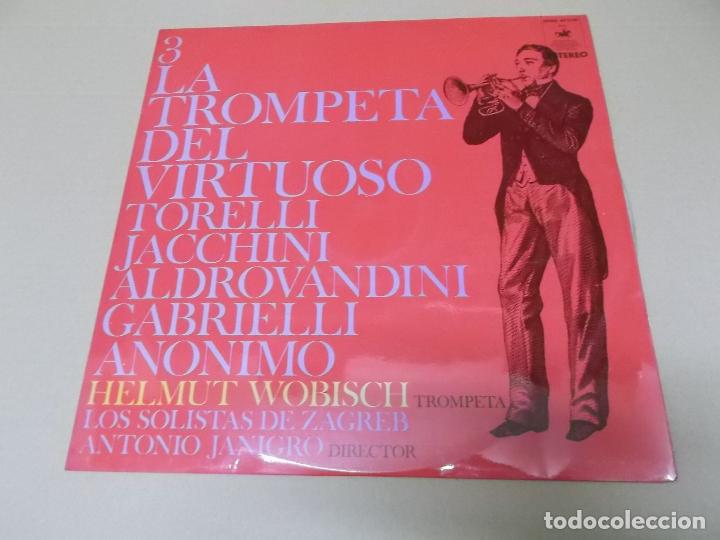 3
LA
TROMPETA
DEL
VIRTUOSO
TORELLI
JACCHINI
ALDROVANDINI
GABRIELLI
ANONIMO
HELMUT WOBISCH TROMPETA
LOS SOLISTAS DE ZAGREB
ANTONIO JANIGRO DIRECTOR
STEREO
todocoleccion.net